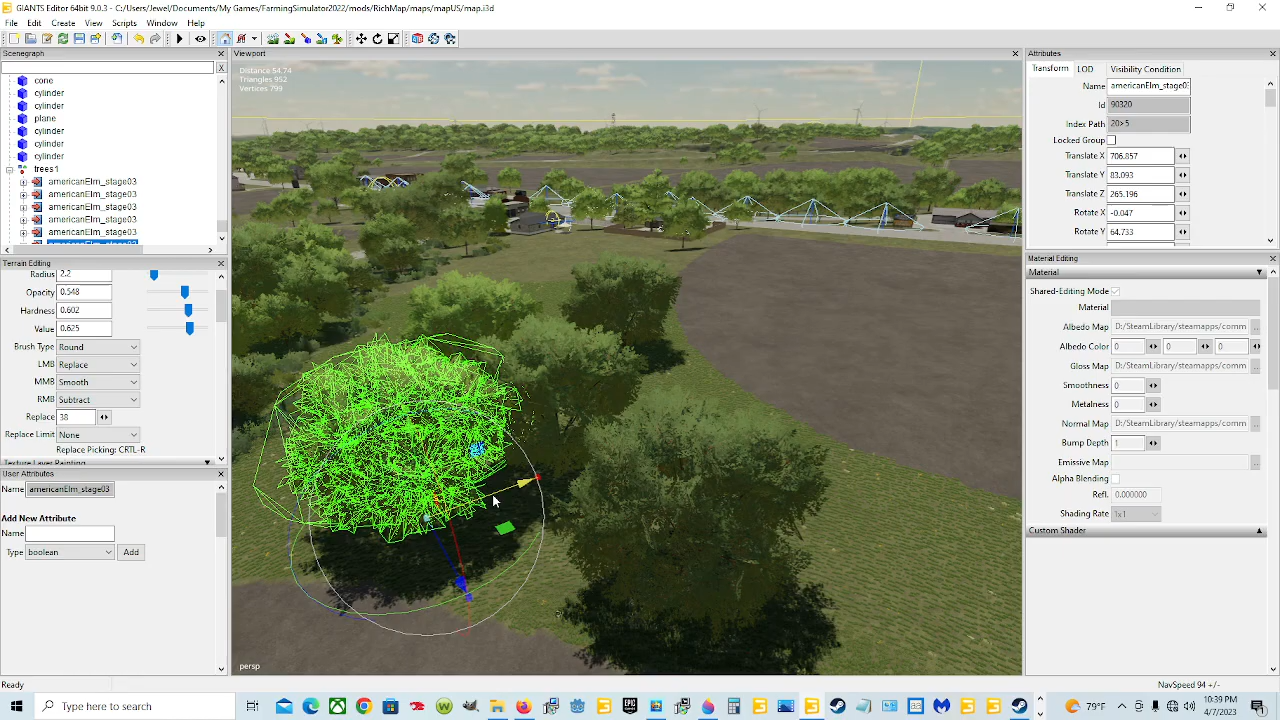 GIANTS Editor 64bit 9.0.3 - C:/Users/Jewel/Documents/My Games/FarmingSimulator2022/mods/RichMap/maps/mapUS/map.i3d
File Edit View Create Scripts Window Help
Scenegraph
X
cone
cylinder
cylinder
plane
cylinder
cylinder
cylinder
trees1
americanElm_stage03
americanElm_stage03
americanElm_stage03
americanElm_stage03
americanElm_stage03
americanElm_stage03
Terrain Editing
Radius 2.2
Opacity 0.548
Hardness 0.602
Value 0.625
Brush Type Round
LMB Replace
MMB Smooth
RMB Subtract
Replace 38
Replace Limit None
Replace Picking: CTRL-R
Texture Layer Painting
User Attributes
Name americanElm_stage03
Add New Attribute
Name
Type boolean Add
Ready
Viewport
Distance 54.74
Triangles 952
Vertices 799
persp
Attributes
Transform LOD Visibility Condition
Name americanElm_stage0
Id 90320
Index Path 20>5
Locked Group
Translate X 706.857
Translate Y 83.093
Translate Z 265.196
Rotate X -0.047
Rotate Y 64.733
Material Editing
Material
Shared-Editing Mode
Material
Albedo Map D:/SteamLibrary/steamapps/comm ...
Albedo Color 0 0 0
Gloss Map D:/SteamLibrary/steamapps/comm ...
Smoothness 0
Metalness 0
Normal Map D:/SteamLibrary/steamapps/comm ...
Bump Depth 1
Emissive Map ...
Alpha Blending
Refl. 0.000000
Shading Rate 1x1
Custom Shader
NavSpeed 94 +/-
Type here to search
EPIC
79°F
10:39 PM
4/7/2023